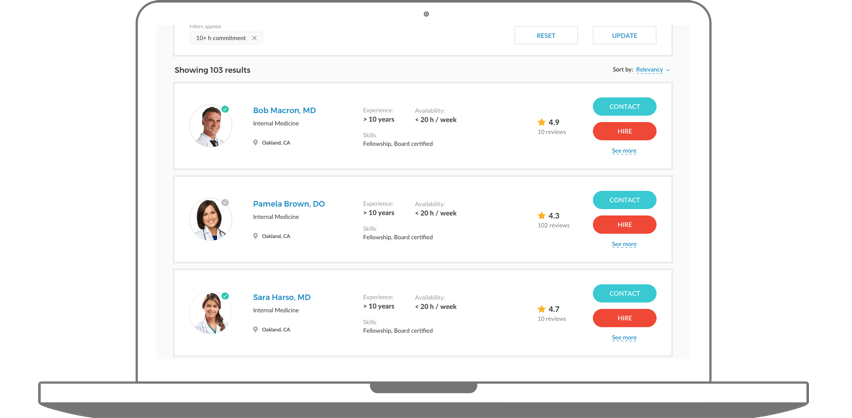 Filters applied
10+ h commitment
RESET
UPDATE
Showing 103 results
Sort by: Relevancy
Bob Macron, MD
Internal Medicine
Oakland, CA
Experience:
> 10 years
Availability:
< 20 h / week
Skills
Fellowship, Board certified
4.9
10 reviews
CONTACT
HIRE
See more
Pamela Brown, DO
Internal Medicine
Oakland, CA
Experience:
> 10 years
Availability:
< 20 h / week
Skills
Fellowship, Board certified
4.3
102 reviews
CONTACT
HIRE
See more
Sara Harso, MD
Internal Medicine
Oakland, CA
Experience:
> 10 years
Availability:
< 20 h / week
Skills
Fellowship, Board certified
4.7
10 reviews
CONTACT
HIRE
See more